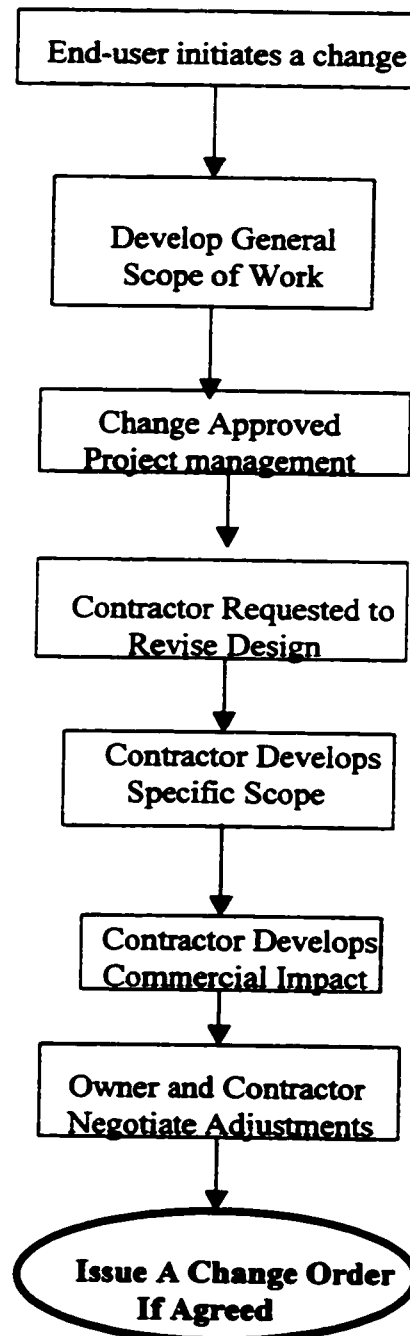 End-user initiates a change
Develop General
Scope of Work
Change Approved
Project management
Contractor Requested to
Revise Design
Contractor Develops
Specific Scope
Contractor Develops
Commercial Impact
Owner and Contractor
Negotiate Adjustments
Issue A Change Order
If Agreed